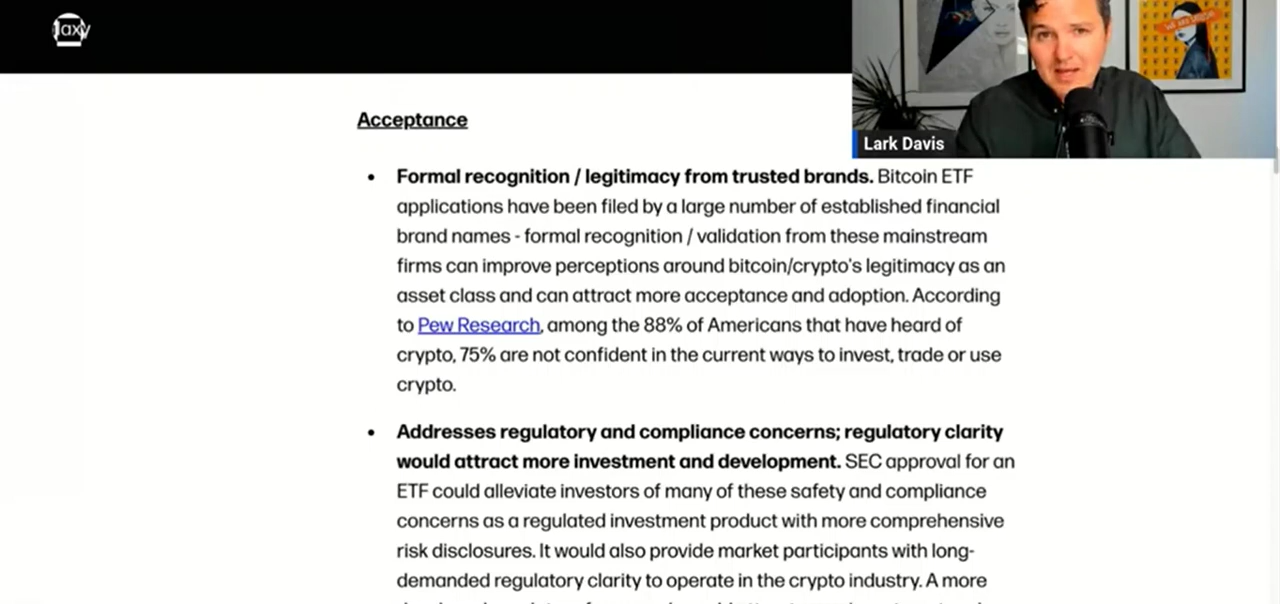 Lark Davis
Acceptance
• Formal recognition / legitimacy from trusted brands. Bitcoin ETF
applications have been filed by a large number of established financial
brand names - formal recognition / validation from these mainstream
firms can improve perceptions around bitcoin/crypto's legitimacy as an
asset class and can attract more acceptance and adoption. According
to Pew Research, among the 88% of Americans that have heard of
crypto, 75% are not confident in the current ways to invest, trade or use
crypto.
• Addresses regulatory and compliance concerns; regulatory clarity
would attract more investment and development. SEC approval for an
ETF could alleviate investors of many of these safety and compliance
concerns as a regulated investment product with more comprehensive
risk disclosures. It would also provide market participants with long-
demanded regulatory clarity to operate in the crypto industry. A more